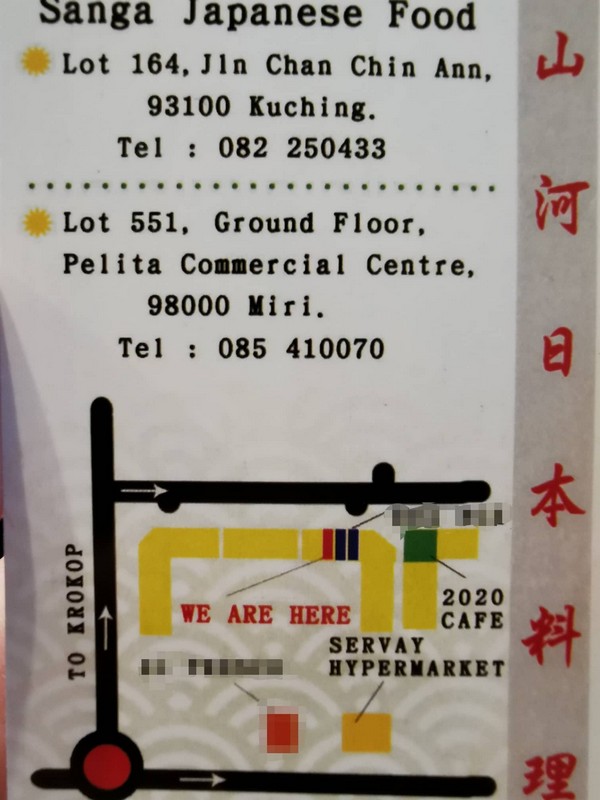 Sanga Japanese Food
Lot 164, Jln Chan Chin Ann,
93100 Kuching.
Tel : 082 250433
Lot 551, Ground Floor,
Pelita Commercial Centre,
98000 Miri.
Tel : 085 410070
TO KROKOP
WE ARE HERE
2020
CAFE
SERVAY
HYPERMARKET
山河日本料理